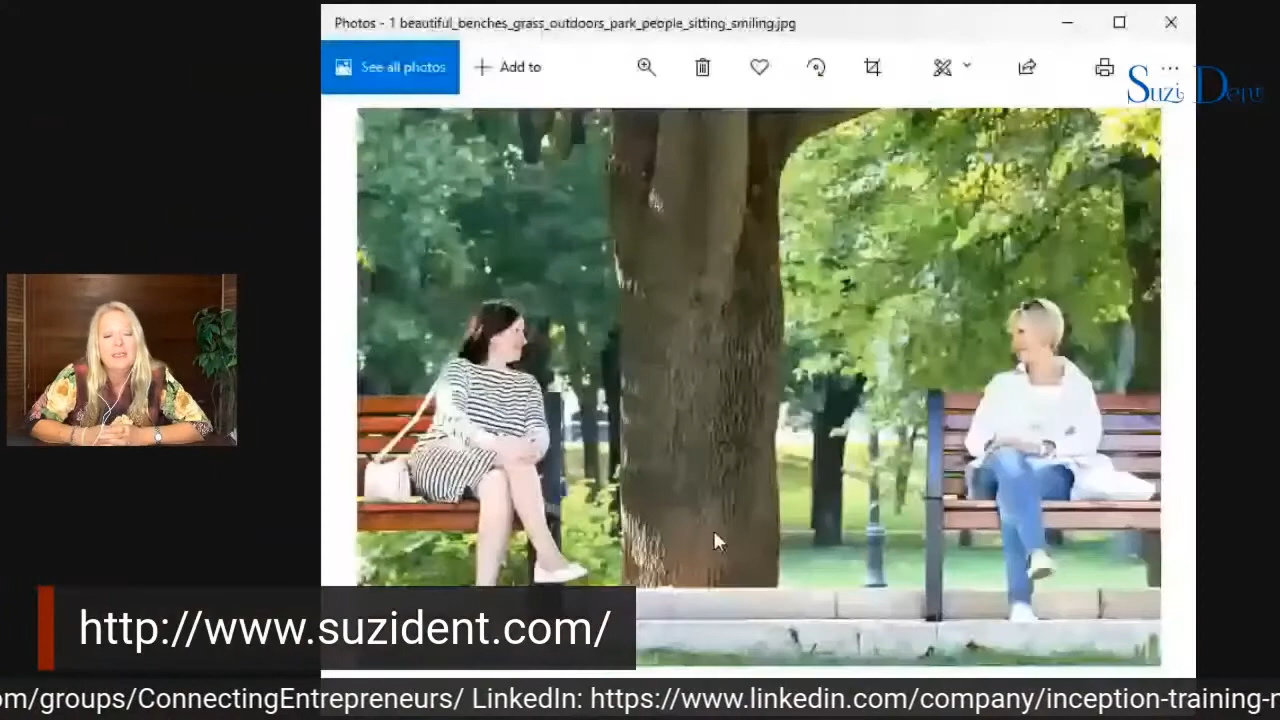 Photos - 1 beautiful_benches_grass_outdoors_park_people_sitting_smiling.jpg
See all photos
Add to
Suzi Dent
http://www.suzident.com/
om/groups/ConnectingEntrepreneurs/ LinkedIn: https://www.linkedin.com/company/inception-training-